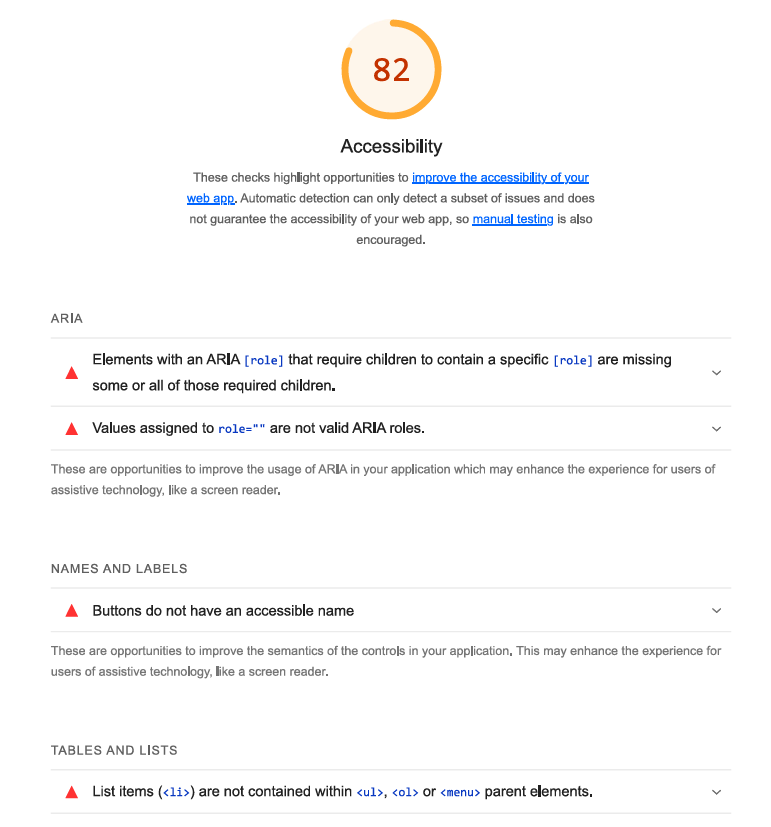 82
Accessibility
These checks highlight opportunities to improve the accessibility of your
web app. Automatic detection can only detect a subset of issues and does
not guarantee the accessibility of your web app, so manual testing is also
encouraged.
ARIA
Elements with an ARIA [role] that require children to contain a specific [role] are missing
some or all of those required children.
Values assigned to role="" are not valid ARIA roles.
These are opportunities to improve the usage of ARIA in your application which may enhance the experience for users of
assistive technology, like a screen reader.
NAMES AND LABELS
Buttons do not have an accessible name
These are opportunities to improve the semantics of the controls in your application. This may enhance the experience for
users of assistive technology, like a screen reader.
TABLES AND LISTS
List items (<li>) are not contained within <ul>, <ol> or <menu> parent elements.